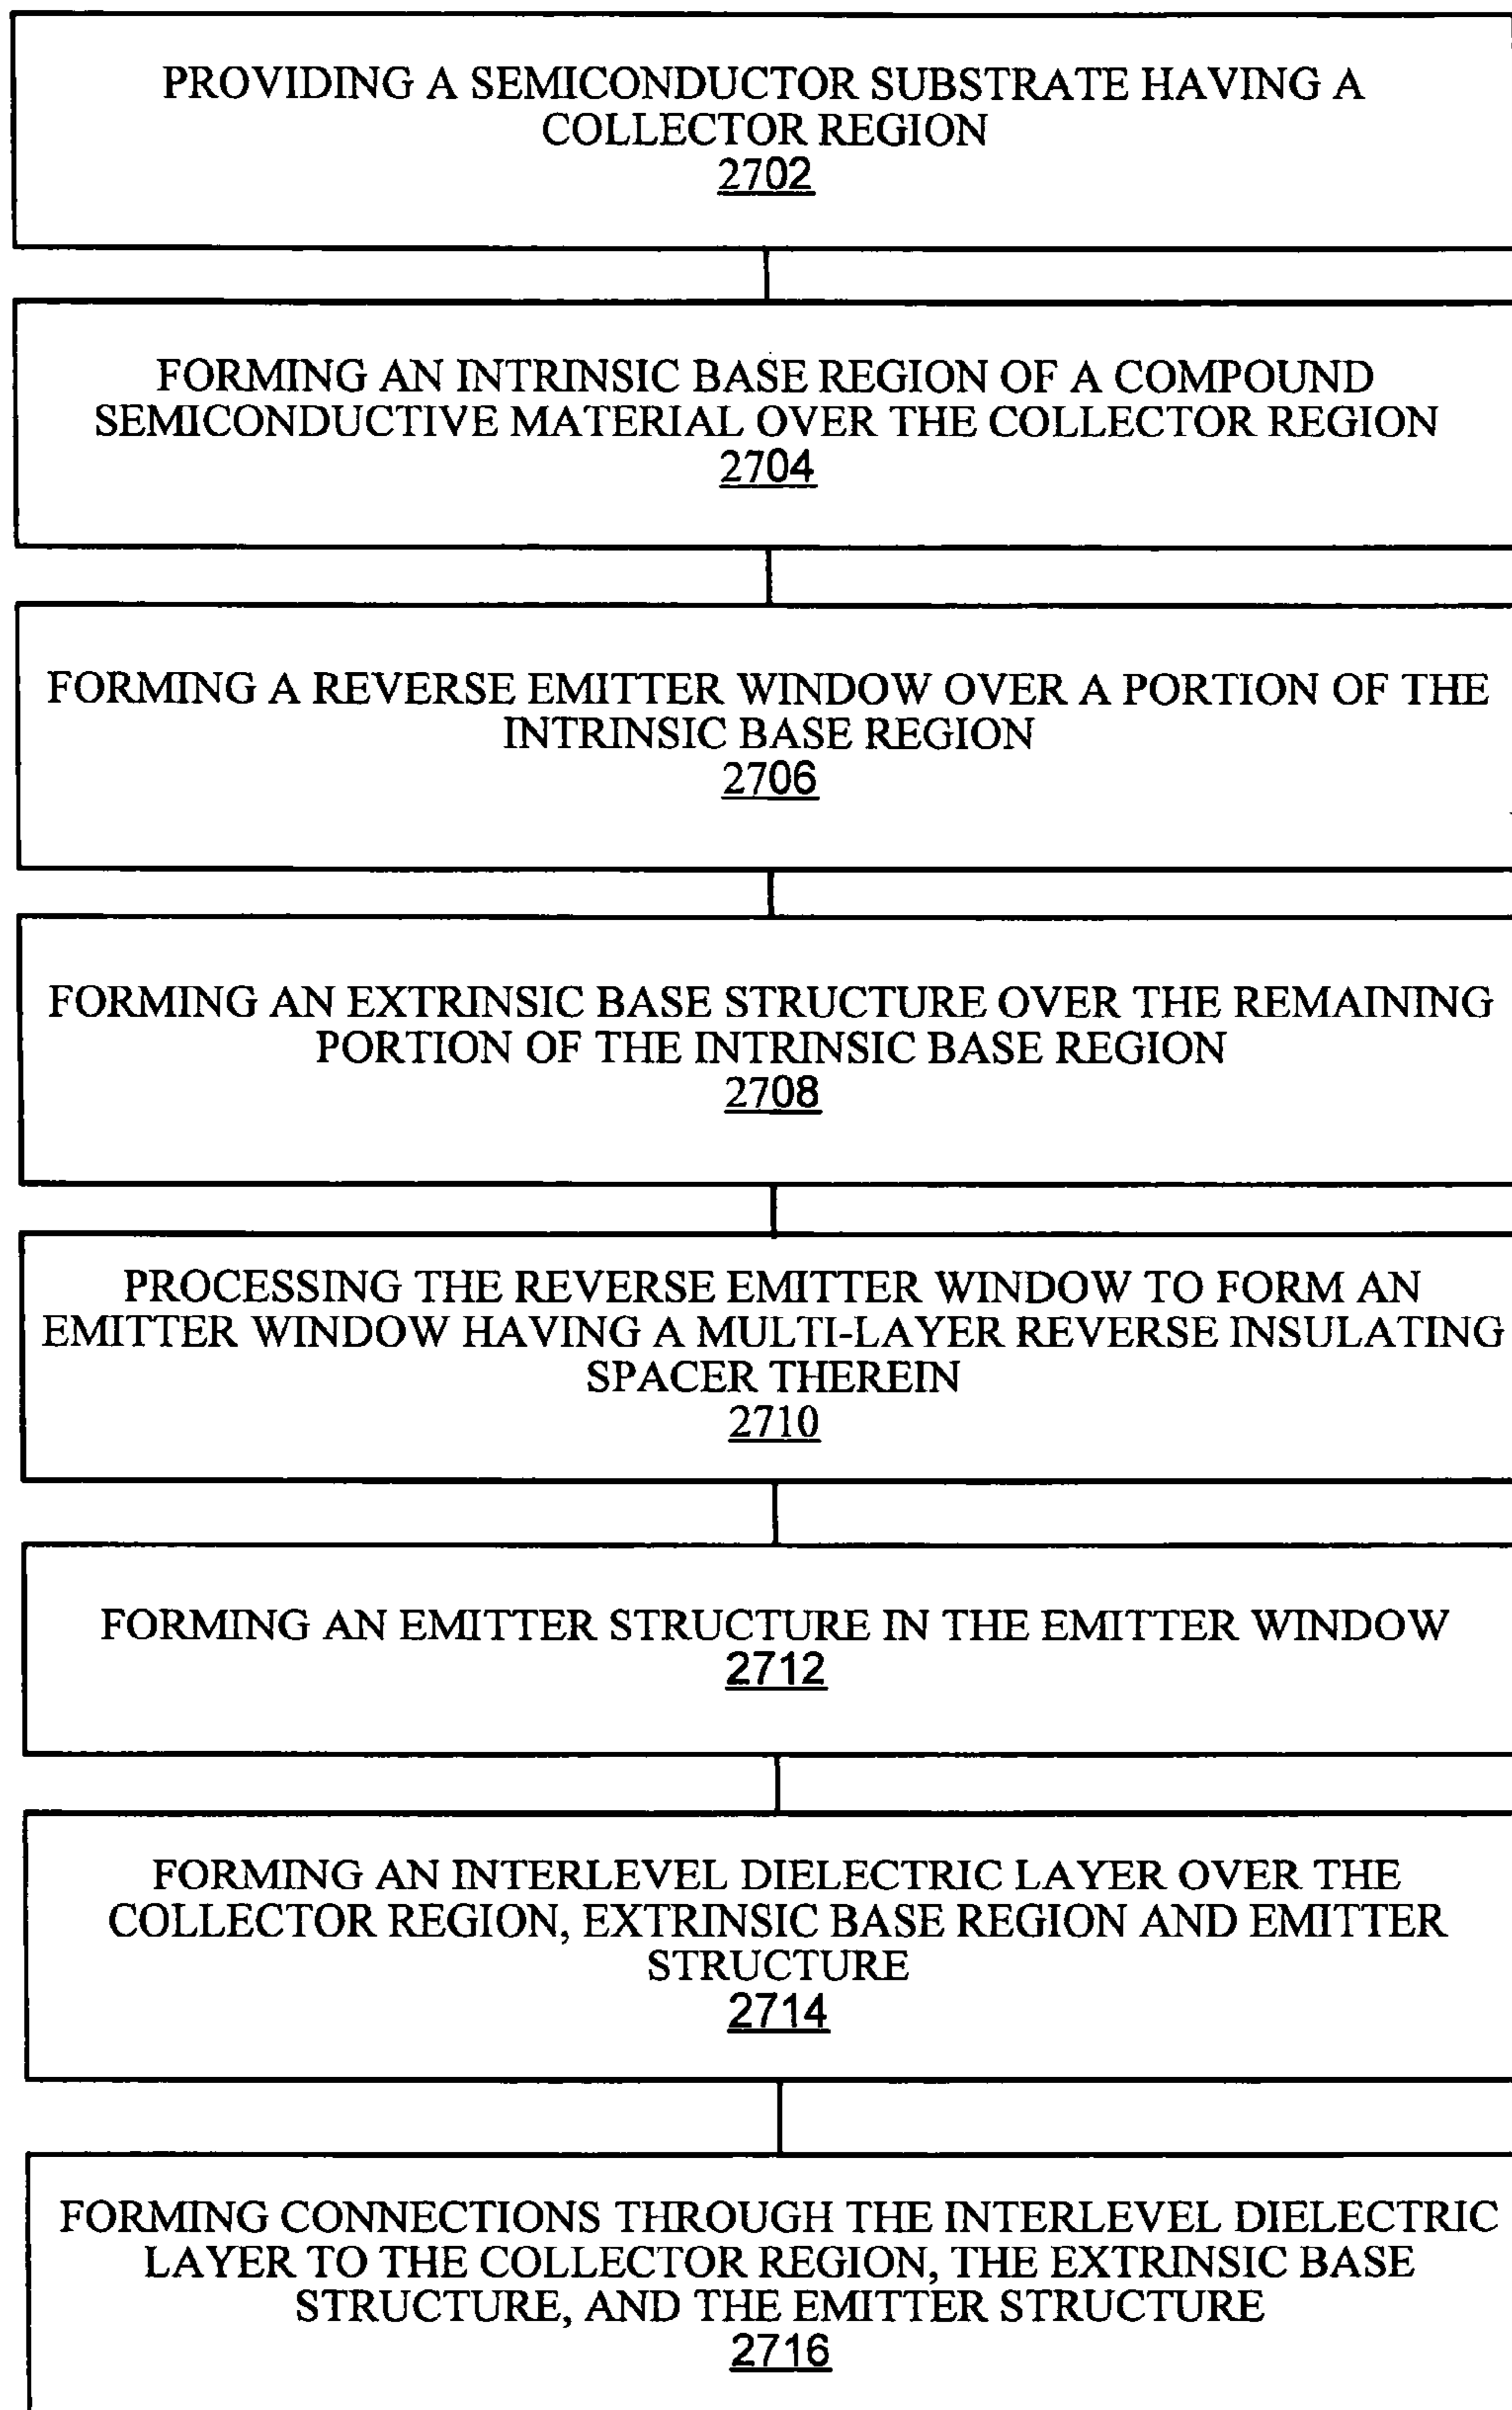 PROVIDING A SEMICONDUCTOR SUBSTRATE HAVING A
COLLECTOR REGION
2702
FORMING AN INTRINSIC BASE REGION OF A COMPOUND
SEMICONDUCTIVE MATERIAL OVER THE COLLECTOR REGION
2704
FORMING A REVERSE EMITTER WINDOW OVER A PORTION OF THE
INTRINSIC BASE REGION
2706
FORMING AN EXTRINSIC BASE STRUCTURE OVER THE REMAINING
PORTION OF THE INTRINSIC BASE REGION
2708
PROCESSING THE REVERSE EMITTER WINDOW TO FORM AN
EMITTER WINDOW HAVING A MULTI-LAYER REVERSE INSULATING
SPACER THEREIN
2710
FORMING AN EMITTER STRUCTURE IN THE EMITTER WINDOW
2712
FORMING AN INTERLEVEL DIELECTRIC LAYER OVER THE
COLLECTOR REGION, EXTRINSIC BASE REGION AND EMITTER
STRUCTURE
2714
FORMING CONNECTIONS THROUGH THE INTERLEVEL DIELECTRIC
LAYER TO THE COLLECTOR REGION, THE EXTRINSIC BASE
STRUCTURE, AND THE EMITTER STRUCTURE
2716